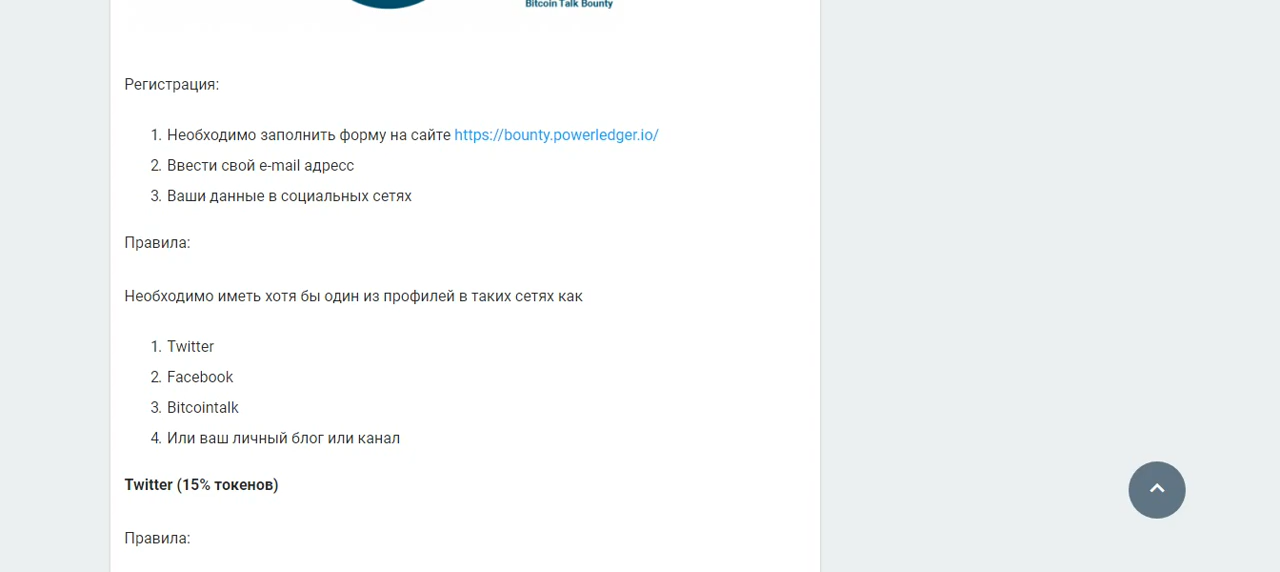 Bitcoin Talk Bounty
Регистрация:
1. Необходимо заполнить форму на сайте https://bounty.powerledger.io/
2. Ввести свой e-mail адресс
3. Ваши данные в социальных сетях
Правила:
Необходимо иметь хотя бы один из профилей в таких сетях как
1. Twitter
2. Facebook
3. Bitcointalk
4. Или ваш личный блог или канал
Twitter (15% токенов)
Правила: